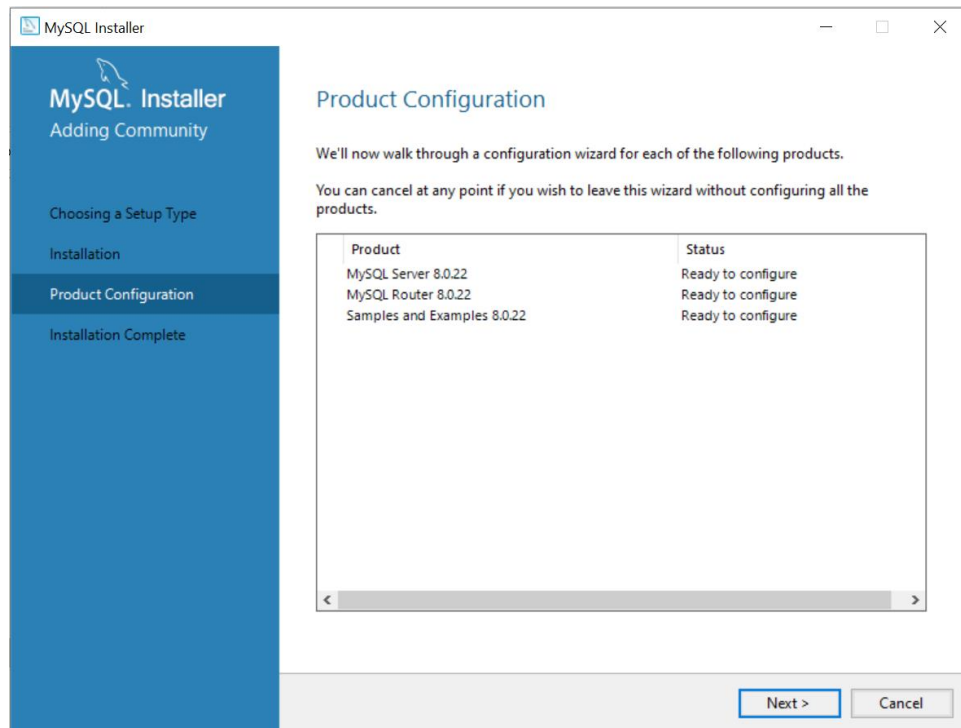 MySQL Installer
MySQL. Installer
Adding Community
Choosing a Setup Type
Installation
Product Configuration
Installation Complete
Product Configuration
We'll now walk through a configuration wizard for each of the following products.
You can cancel at any point if you wish to leave this wizard without configuring all the
products.
Product Status
MySQL Server 8.0.22 Ready to configure
MySQL Router 8.0.22 Ready to configure
Samples and Examples 8.0.22 Ready to configure
Next > Cancel